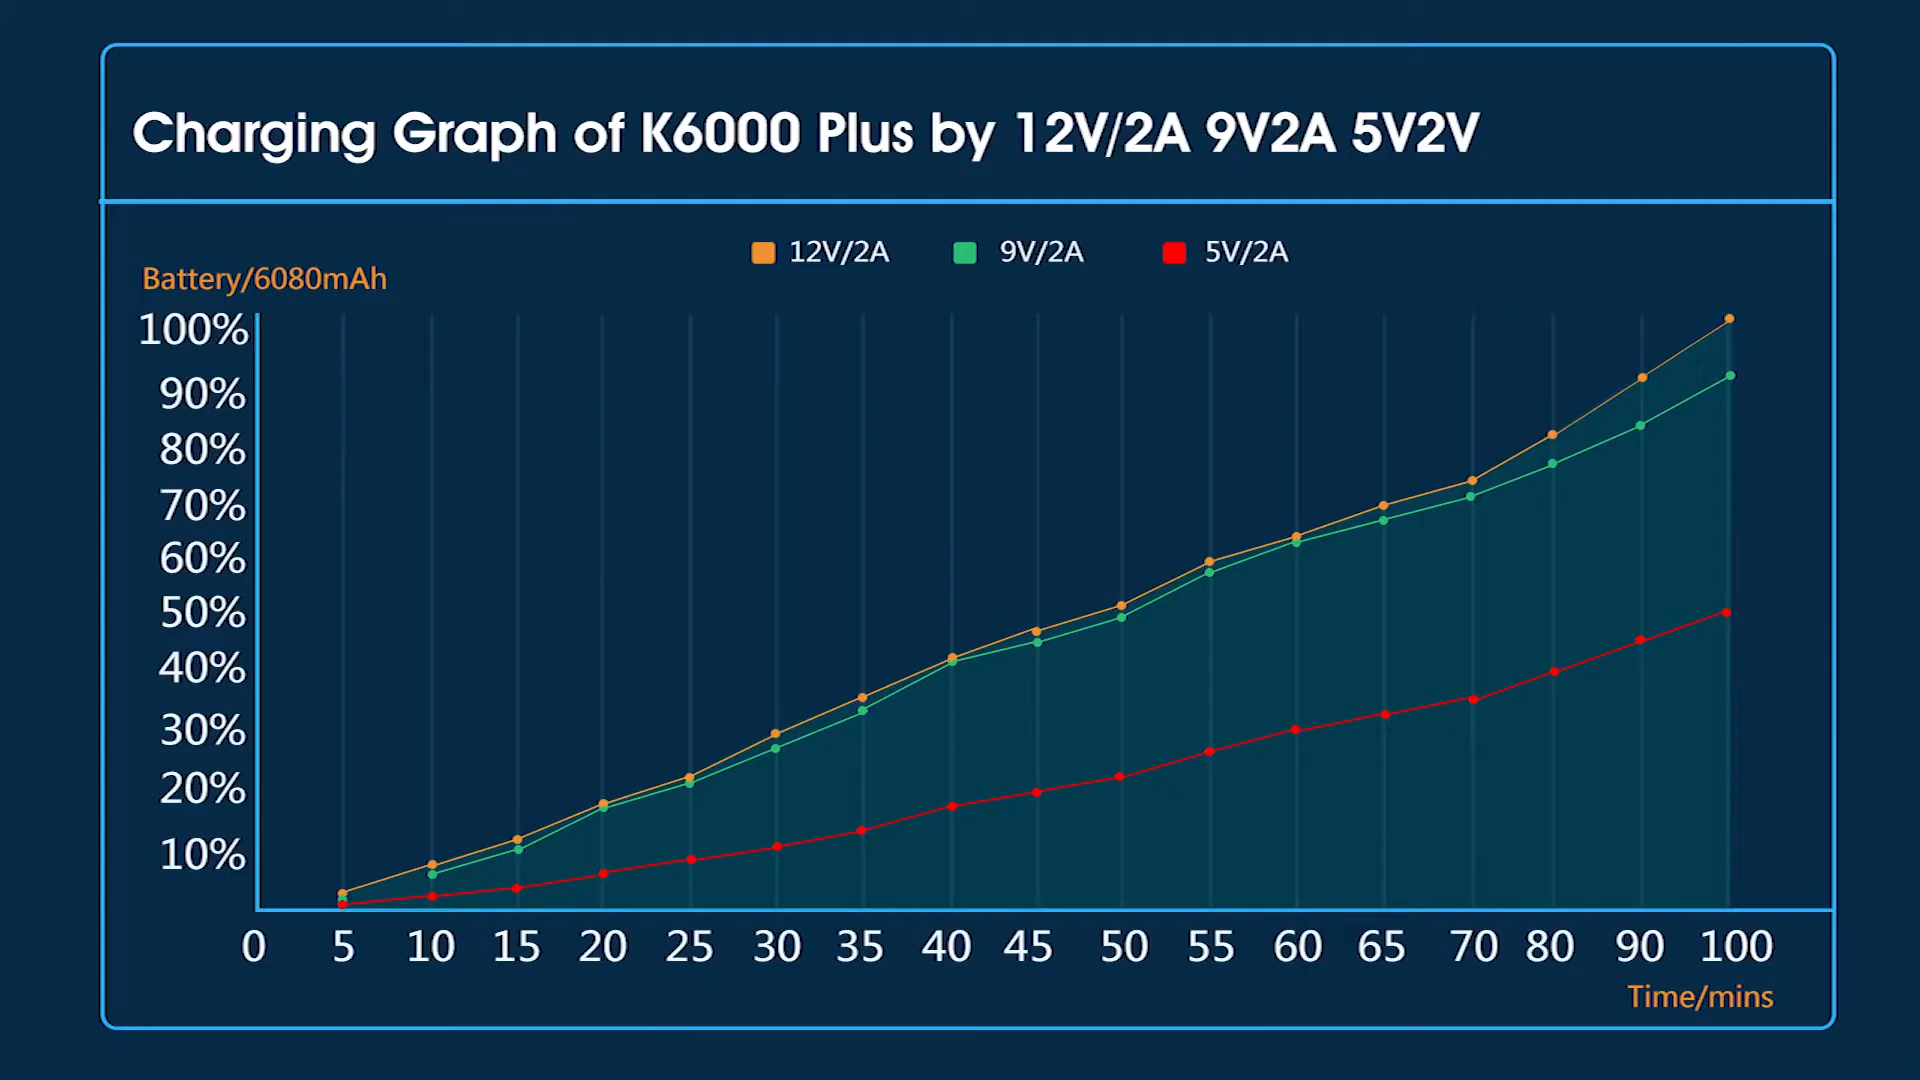 Charging Graph of K6000 Plus by 12V/2A 9V2A 5V2V
12V/2A 9V/2A 5V/2A
Battery/6080mAh
100%
90%
80%
70%
60%
50%
40%
30%
20%
10%
0 5 10 15 20 25 30 35 40 45 50 55 60 65 70 80 90 100
Time/mins